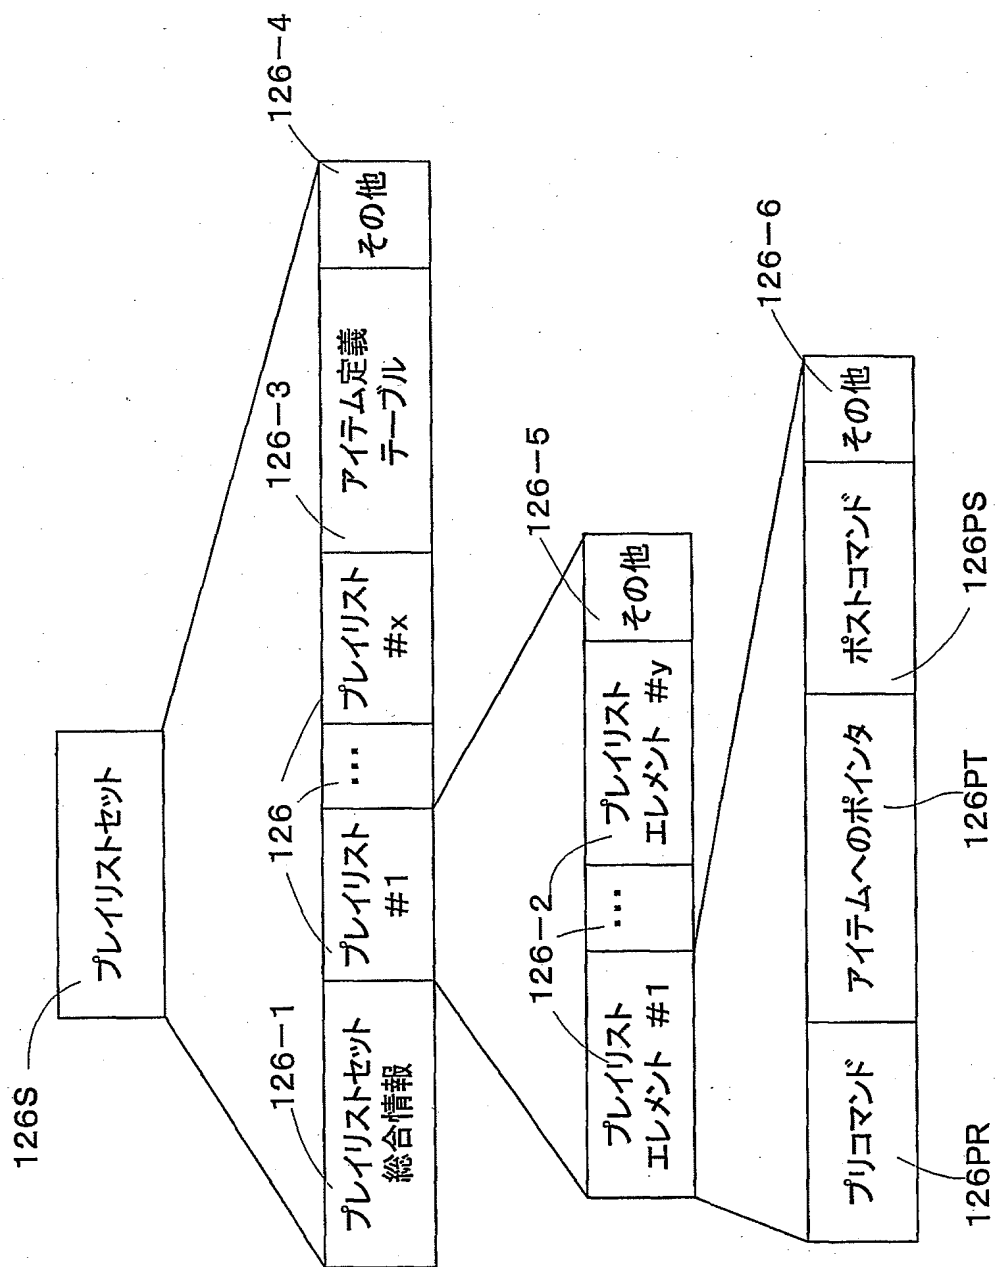 126S
プレイリストセット
126－1
126
126－3
126－4
プレイリストセット
総合情報
プレイリスト
#1
…
プレイリスト
#x
アイテム定義
テーブル
その他
126－2
126－5
プレイリスト
エレメント #1
…
プレイリスト
エレメント #y
その他
126－6
プリコマンド
アイテムへのポインタ
ポストコマンド
その他
126PR
126PT
126PS